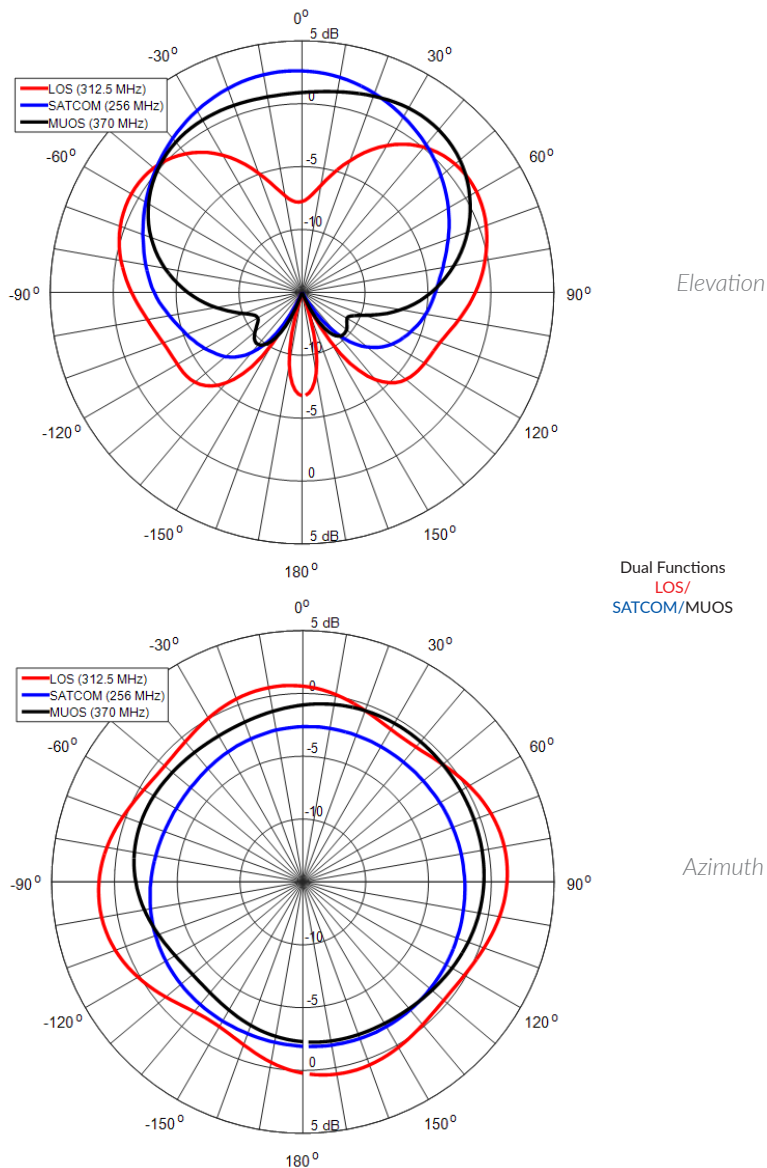 0°
5 dB
-30°
30°
LOS (312.5 MHz)
SATCOM (256 MHz)
MUOS (370 MHz)
0
-60°
60°
-5
-10
-90°
90°
Elevation
-10
-5
-120°
120°
0
-150°
150°
5 dB
180°
Dual Functions
LOS/
SATCOM/MUOS
0°
5 dB
-30°
30°
LOS (312.5 MHz)
SATCOM (256 MHz)
MUOS (370 MHz)
0
-60°
60°
-5
-10
-90°
90°
Azimuth
-10
-5
-120°
120°
0
-150°
150°
5 dB
180°